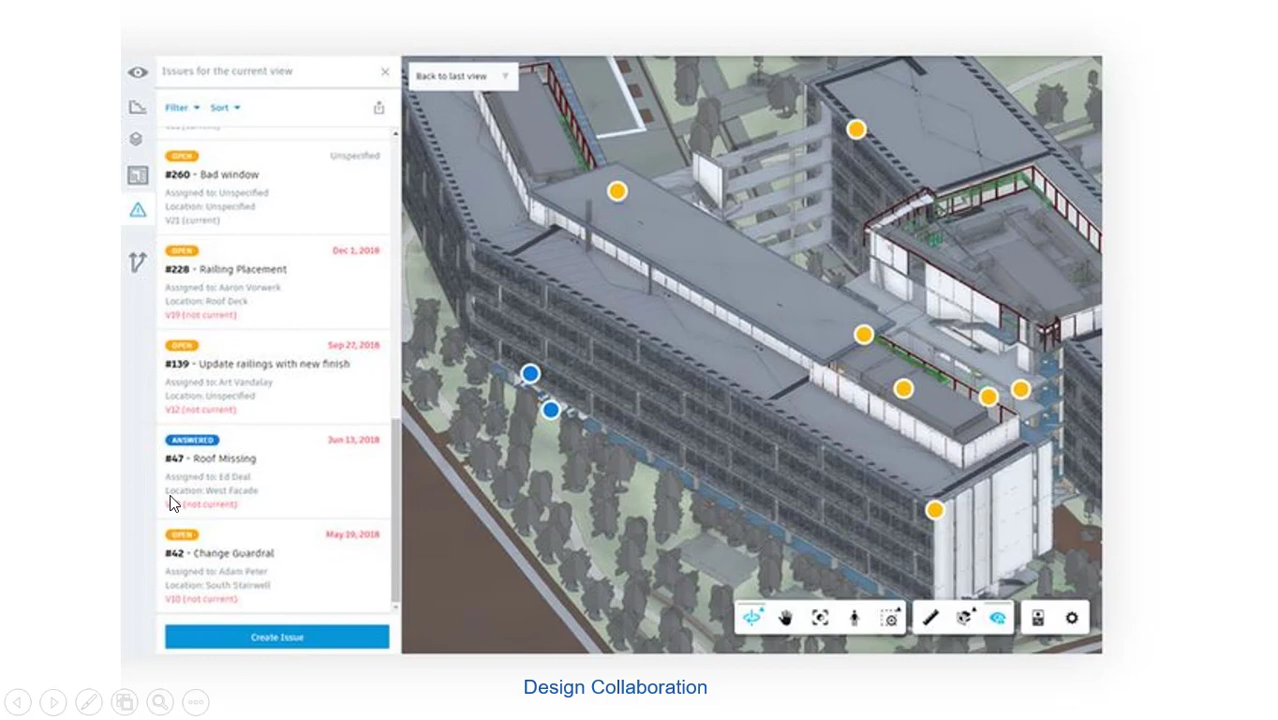 Issues for the current view
Back to last view
Filter
Sort
OPEN
Unspecified
#260 - Bad window
Assigned to: Unspecified
Location: Unspecified
V21 (current)
OPEN
Dec 1, 2018
#228 - Railing Placement
Assigned to: Aaron Vorwerk
Location: Roof Deck
V19 (not current)
OPEN
Sep 27, 2018
#139 - Update railings with new finish
Assigned to: Art Vandalay
Location: Unspecified
V12 (not current)
ANSWERED
Jun 13, 2018
#47 - Roof Missing
Assigned to: Ed Deal
Location: West Facade
(not current)
OPEN
May 19, 2018
#42 - Change Guardral
Assigned to: Adam Peter
Location: South Stairwell
V10 (not current)
Create Issue
Design Collaboration